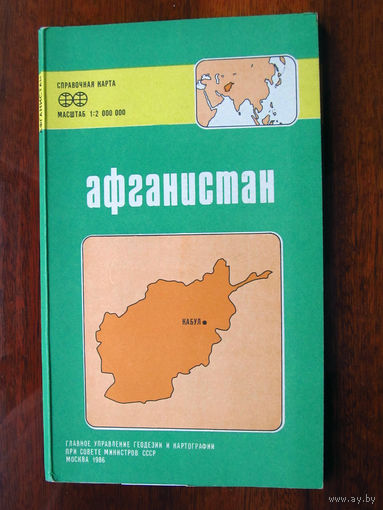 СПРАВОЧНАЯ КАРТА
МАСШТАБ 1:2 000 000
афганистан
КАБУЛ
ГЛАВНОЕ УПРАВЛЕНИЕ ГЕОДЕЗИИ И КАРТОГРАФИИ
ПРИ СОВЕТЕ МИНИСТРОВ СССР
МОСКВА 1986
www.ay.by